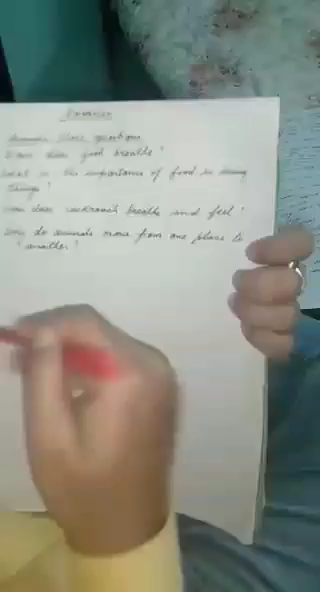 Answer these questions
How does fish breathe?
What is the importance of food in living
things?
How does cockroach breathe and feel?
Why do animals move from one place to
another?